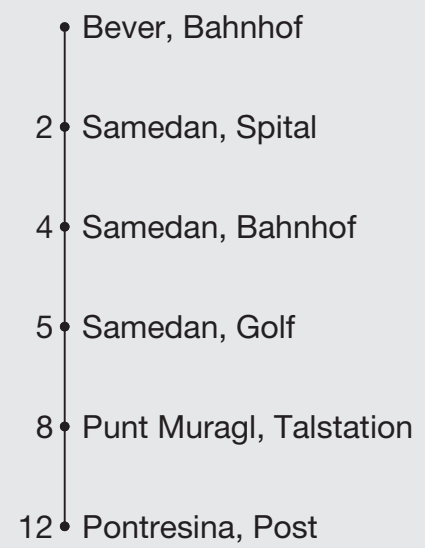 Bever, Bahnhof
2 Samedan, Spital
4 Samedan, Bahnhof
5 Samedan, Golf
8 Punt Muragl, Talstation
12 Pontresina, Post